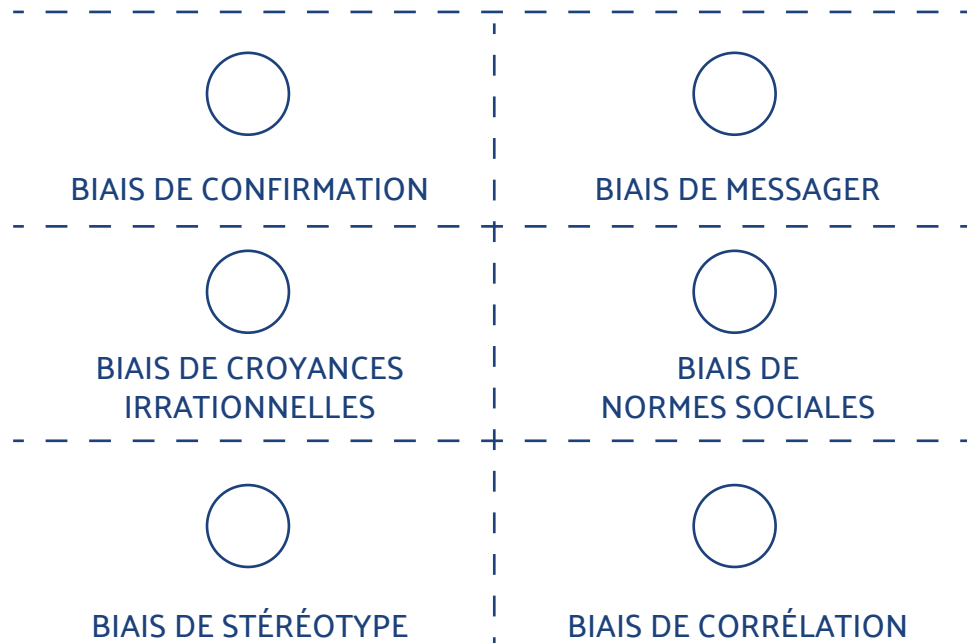 BIAIS DE CONFIRMATION
BIAIS DE MESSAGER
BIAIS DE CROYANCES
IRRATIONNELLES
BIAIS DE
NORMES SOCIALES
BIAIS DE STÉRÉOTYPE
BIAIS DE CORRÉLATION